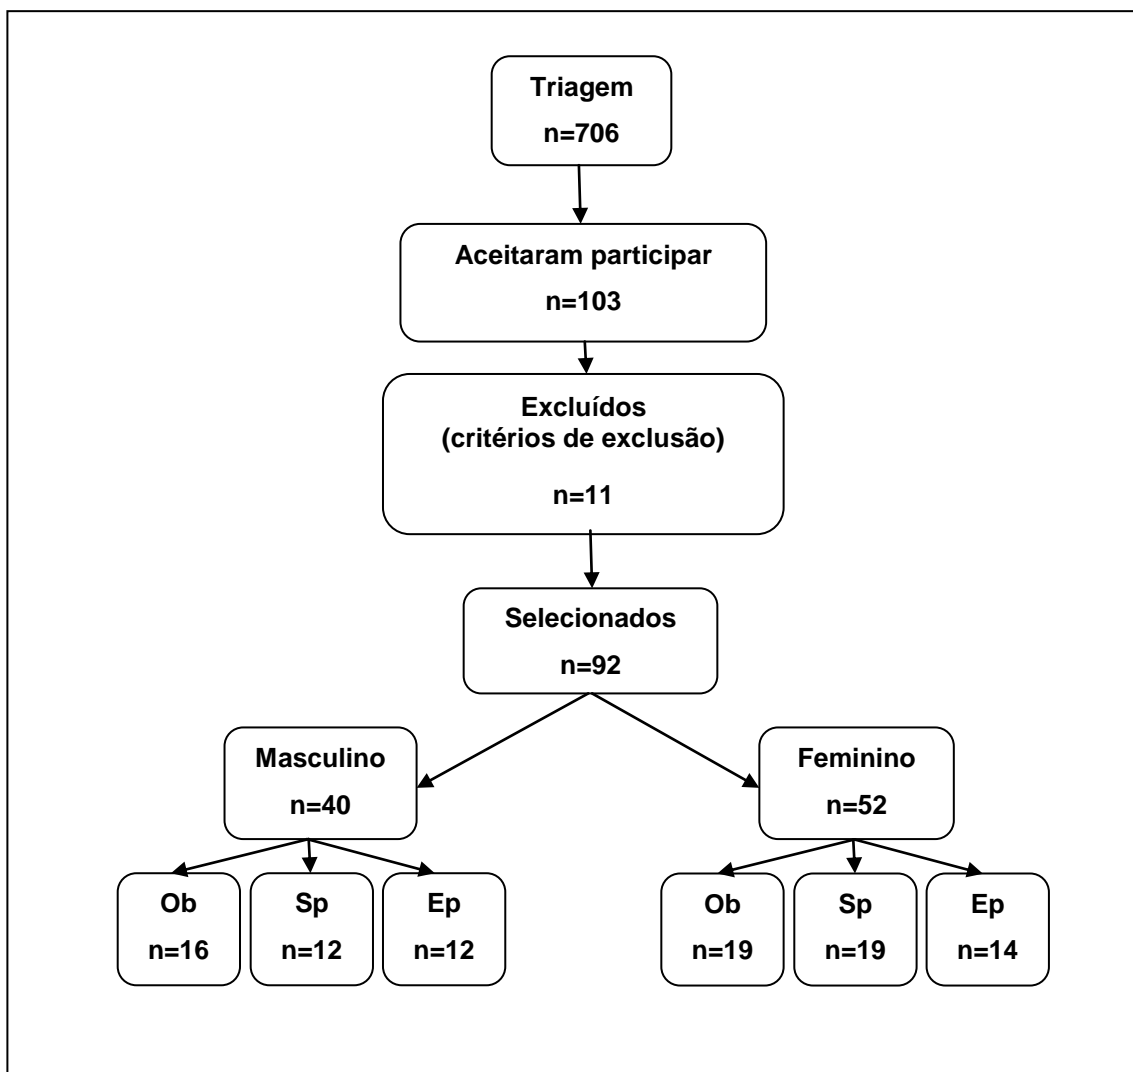 Triagem
n=706
Aceitaram participar
n=103
Excluídos
(critérios de exclusão)
n=11
Selecionados
n=92
Masculino
n=40
Feminino
n=52
Ob
n=16
Sp
n=12
Ep
n=12
Ob
n=19
Sp
n=19
Ep
n=14